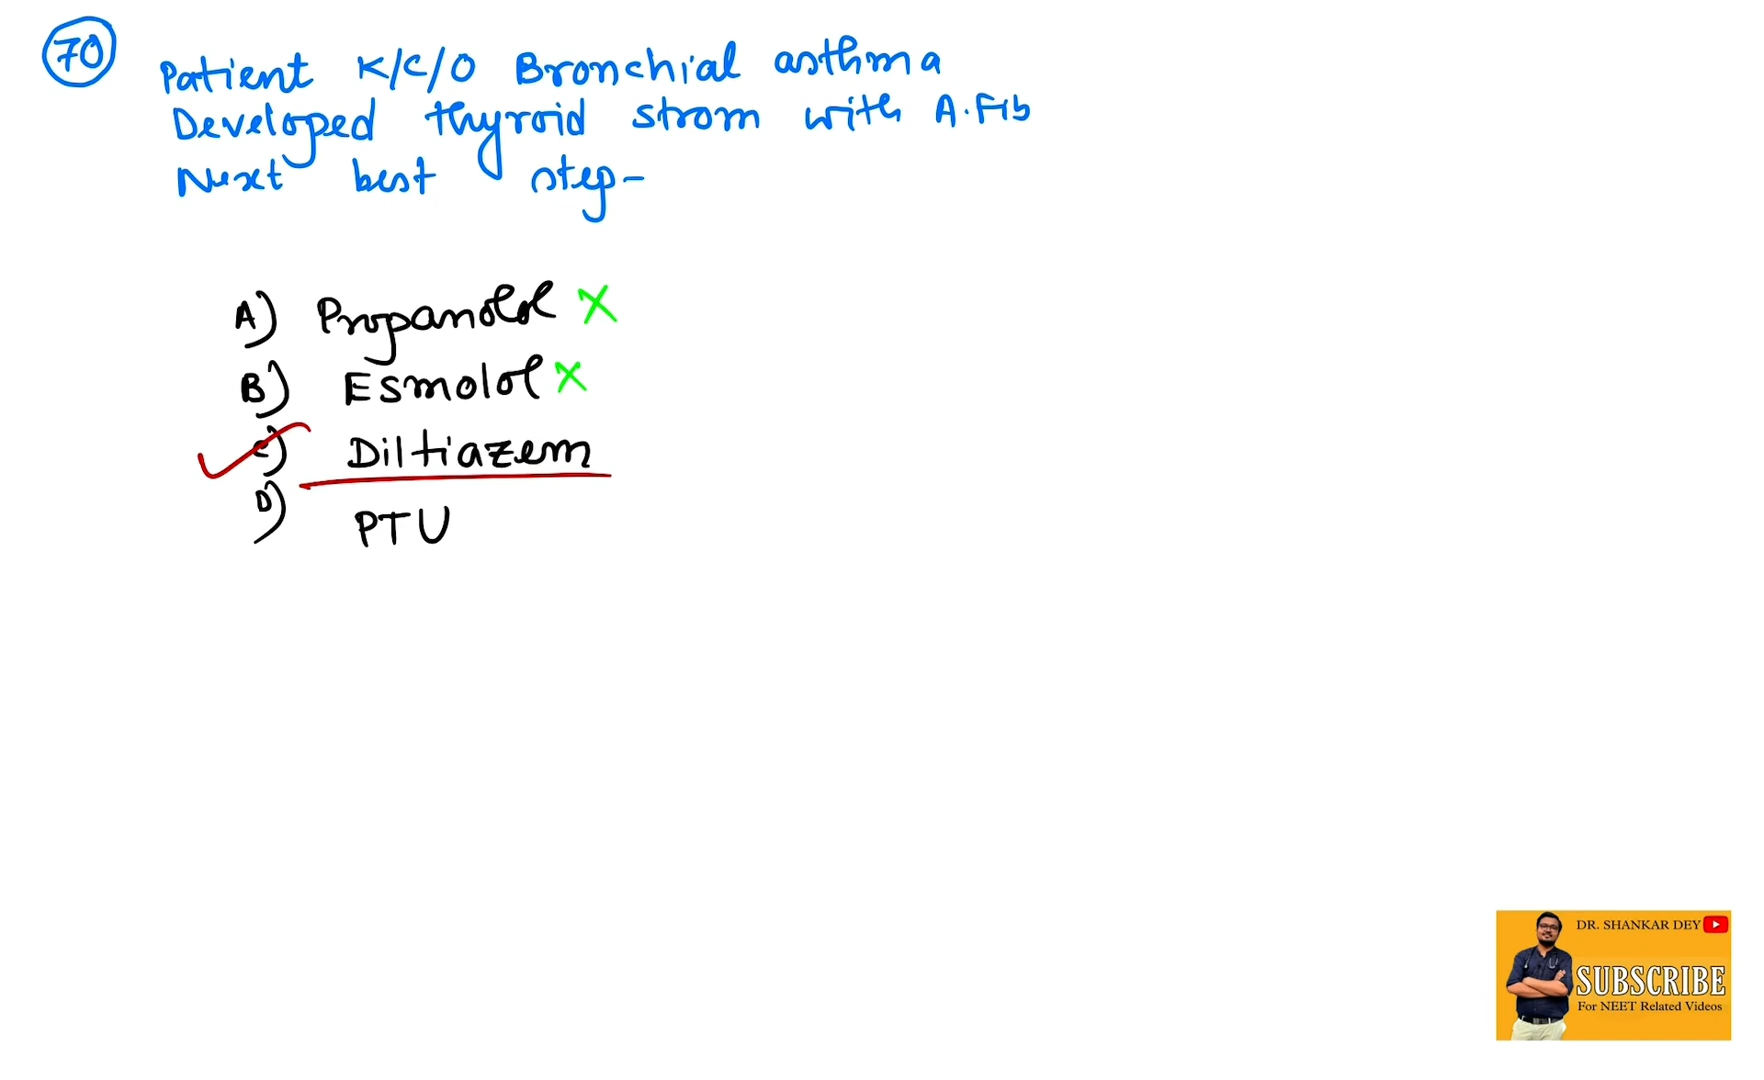 70
Patient K/C/O Bronchial asthma
Developed thyroid strom with A.Fib
Next best step-
A) Propanolol X
B) Esmolol X
C) Diltiazem
D) PTU
DR. SHANKAR DEY
SUBSCRIBE
For NEET Related Videos